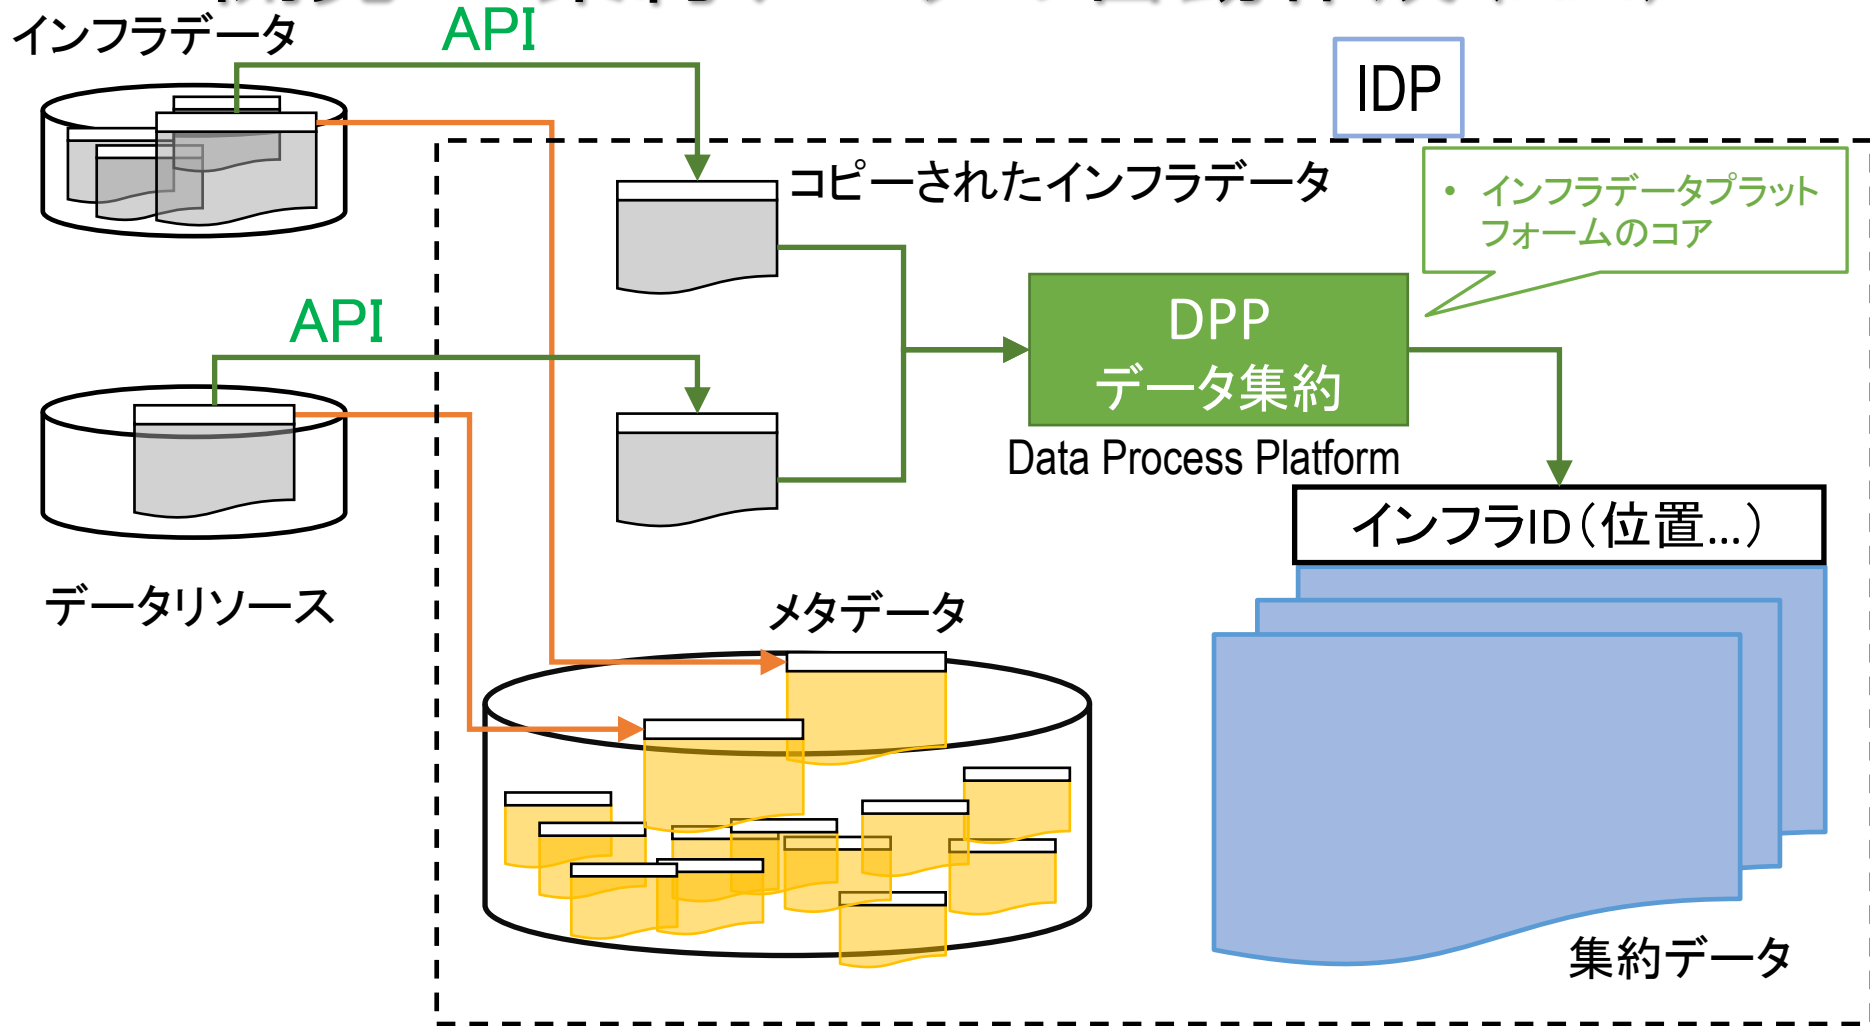 インフラデータ
API
IDP
コピーされたインフラデータ
• インフラデータプラット
フォームのコア
API
DPP
データ集約
Data Process Platform
インフラID(位置...)
データリソース
メタデータ
集約データ